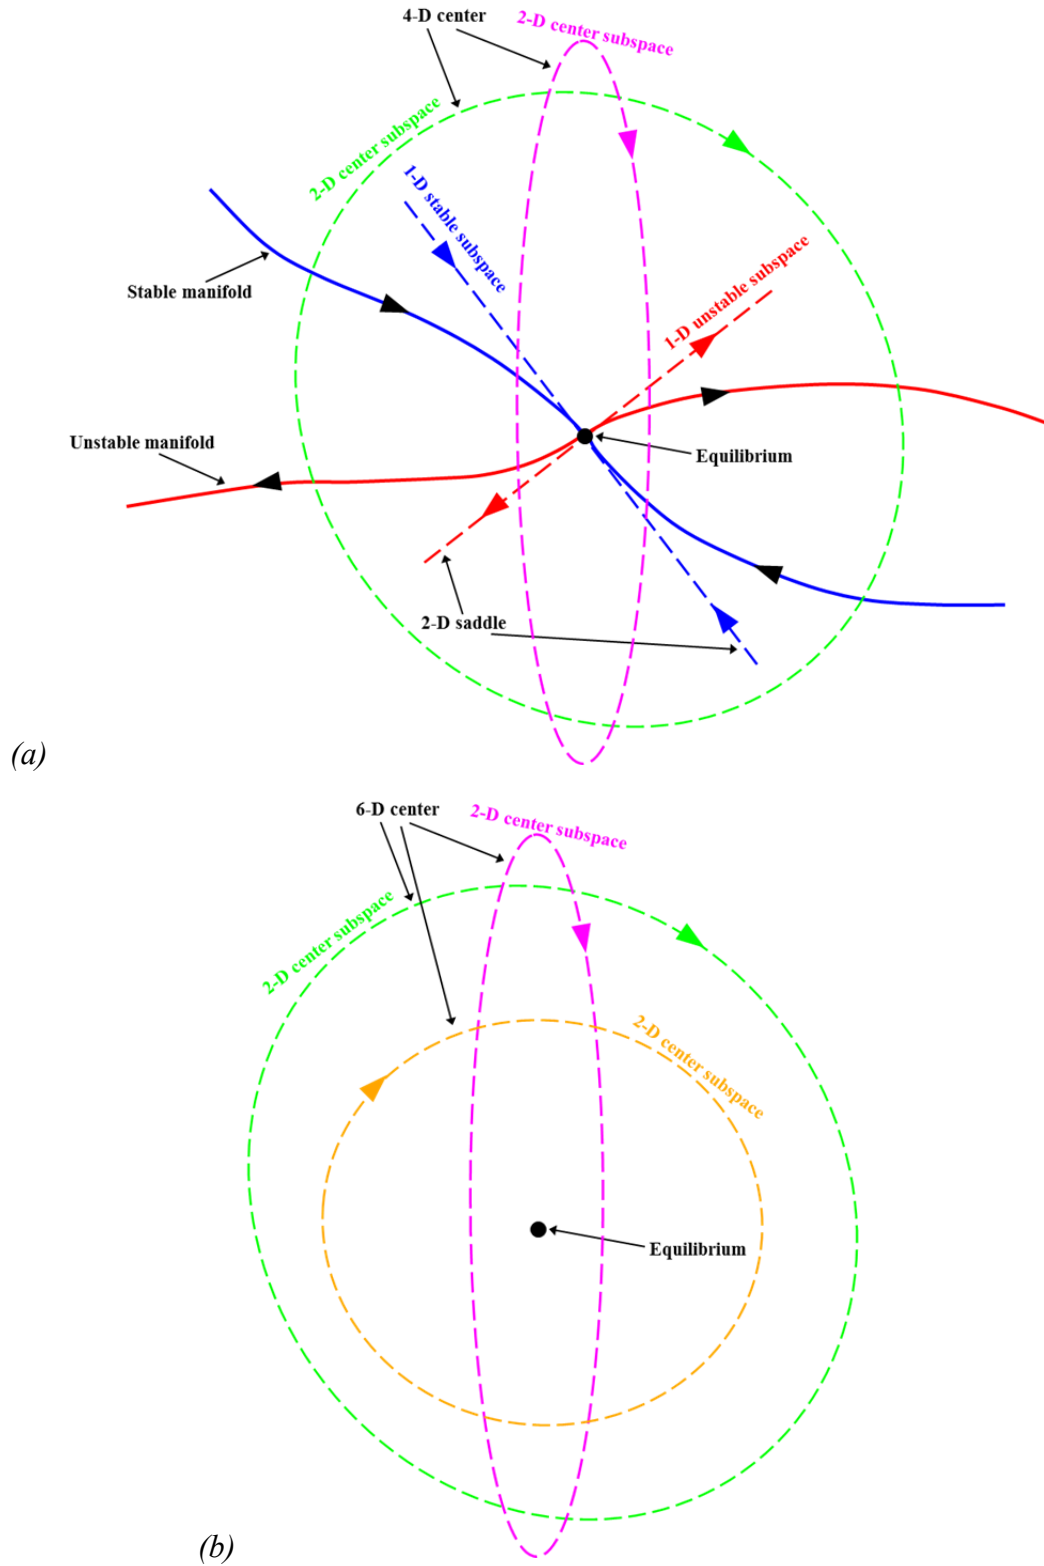 4-D center
2-D center subspace
2-D center subspace
1-D stable subspace
1-D unstable subspace
Stable manifold
Unstable manifold
Equilibrium
2-D saddle
(a)
6-D center
2-D center subspace
2-D center subspace
2-D center subspace
Equilibrium
(b)